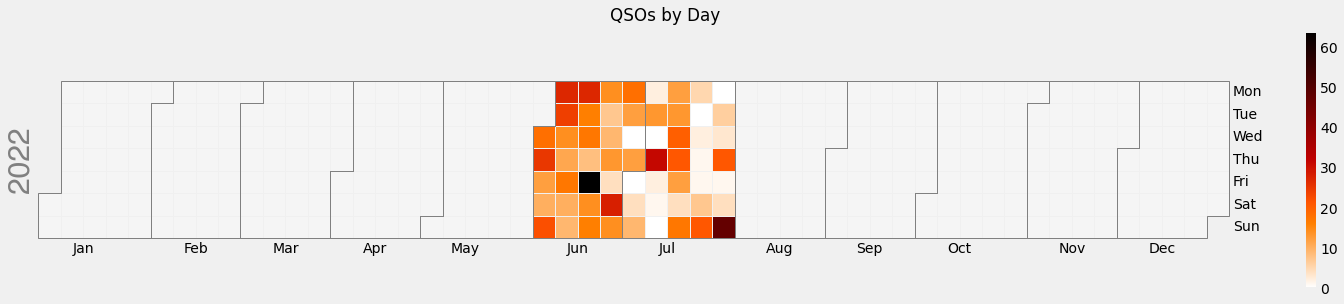 QSOs by Day
2022
Mon
Tue
Wed
Thu
Fri
Sat
Sun
Jan Feb Mar Apr May Jun Jul Aug Sep Oct Nov Dec
60
50
40
30
20
10
0